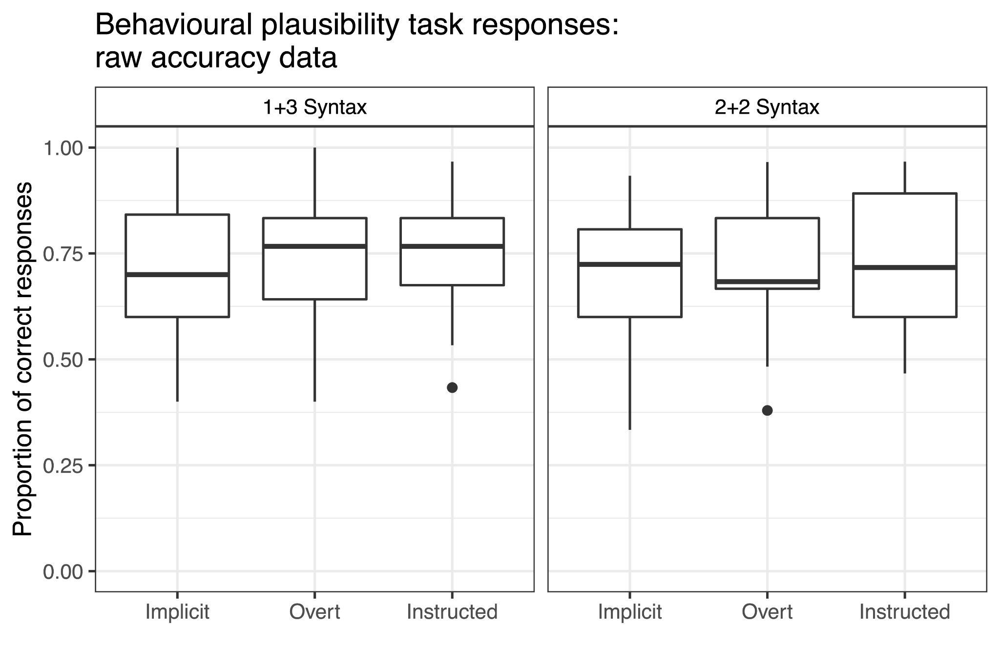 Behavioural plausibility task responses:
raw accuracy data
1+3 Syntax
2+2 Syntax
Proportion of correct responses
1.00
0.75
0.50
0.25
0.00
Implicit
Overt
Instructed
Implicit
Overt
Instructed